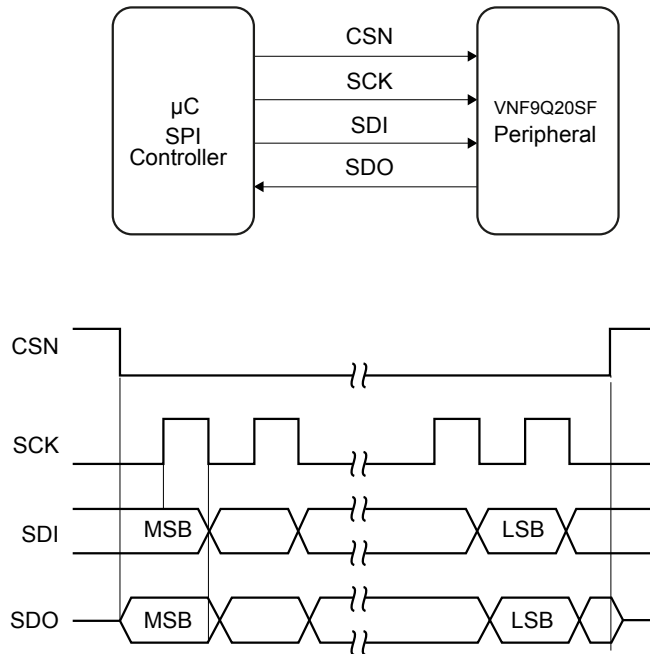 CSN
SCK
SDI
SDO
µC
SPI
Controller
VNF9Q20SF
Peripheral
CSN
SCK
SDI
MSB
LSB
SDO
MSB
LSB